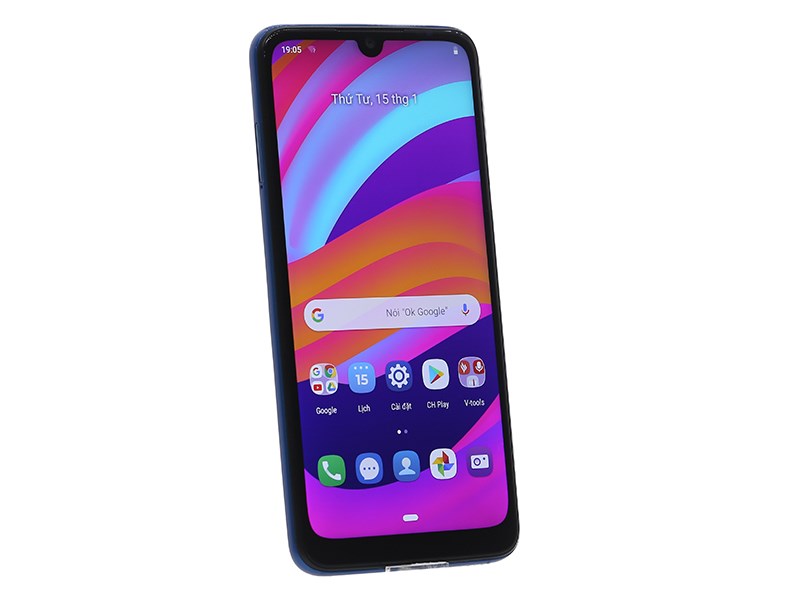 19:05
Thứ Tư, 15 thg 1
G
Nói "Ok Google"
15
Google
Lịch
Cài đặt
CH Play
V-tools